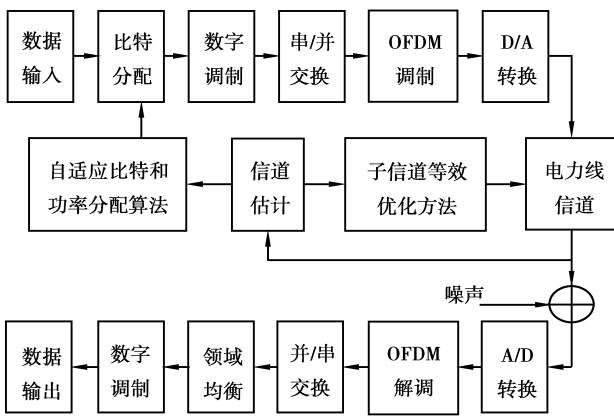 数据
输入
比特
分配
数字
调制
串/并
交换
OFDM
调制
D/A
转换
自适应比特和
功率分配算法
信道
估计
子信道等效
优化方法
电力线
信道
噪声
数据
输出
数字
调制
领域
均衡
并/串
交换
OFDM
解调
A/D
转换